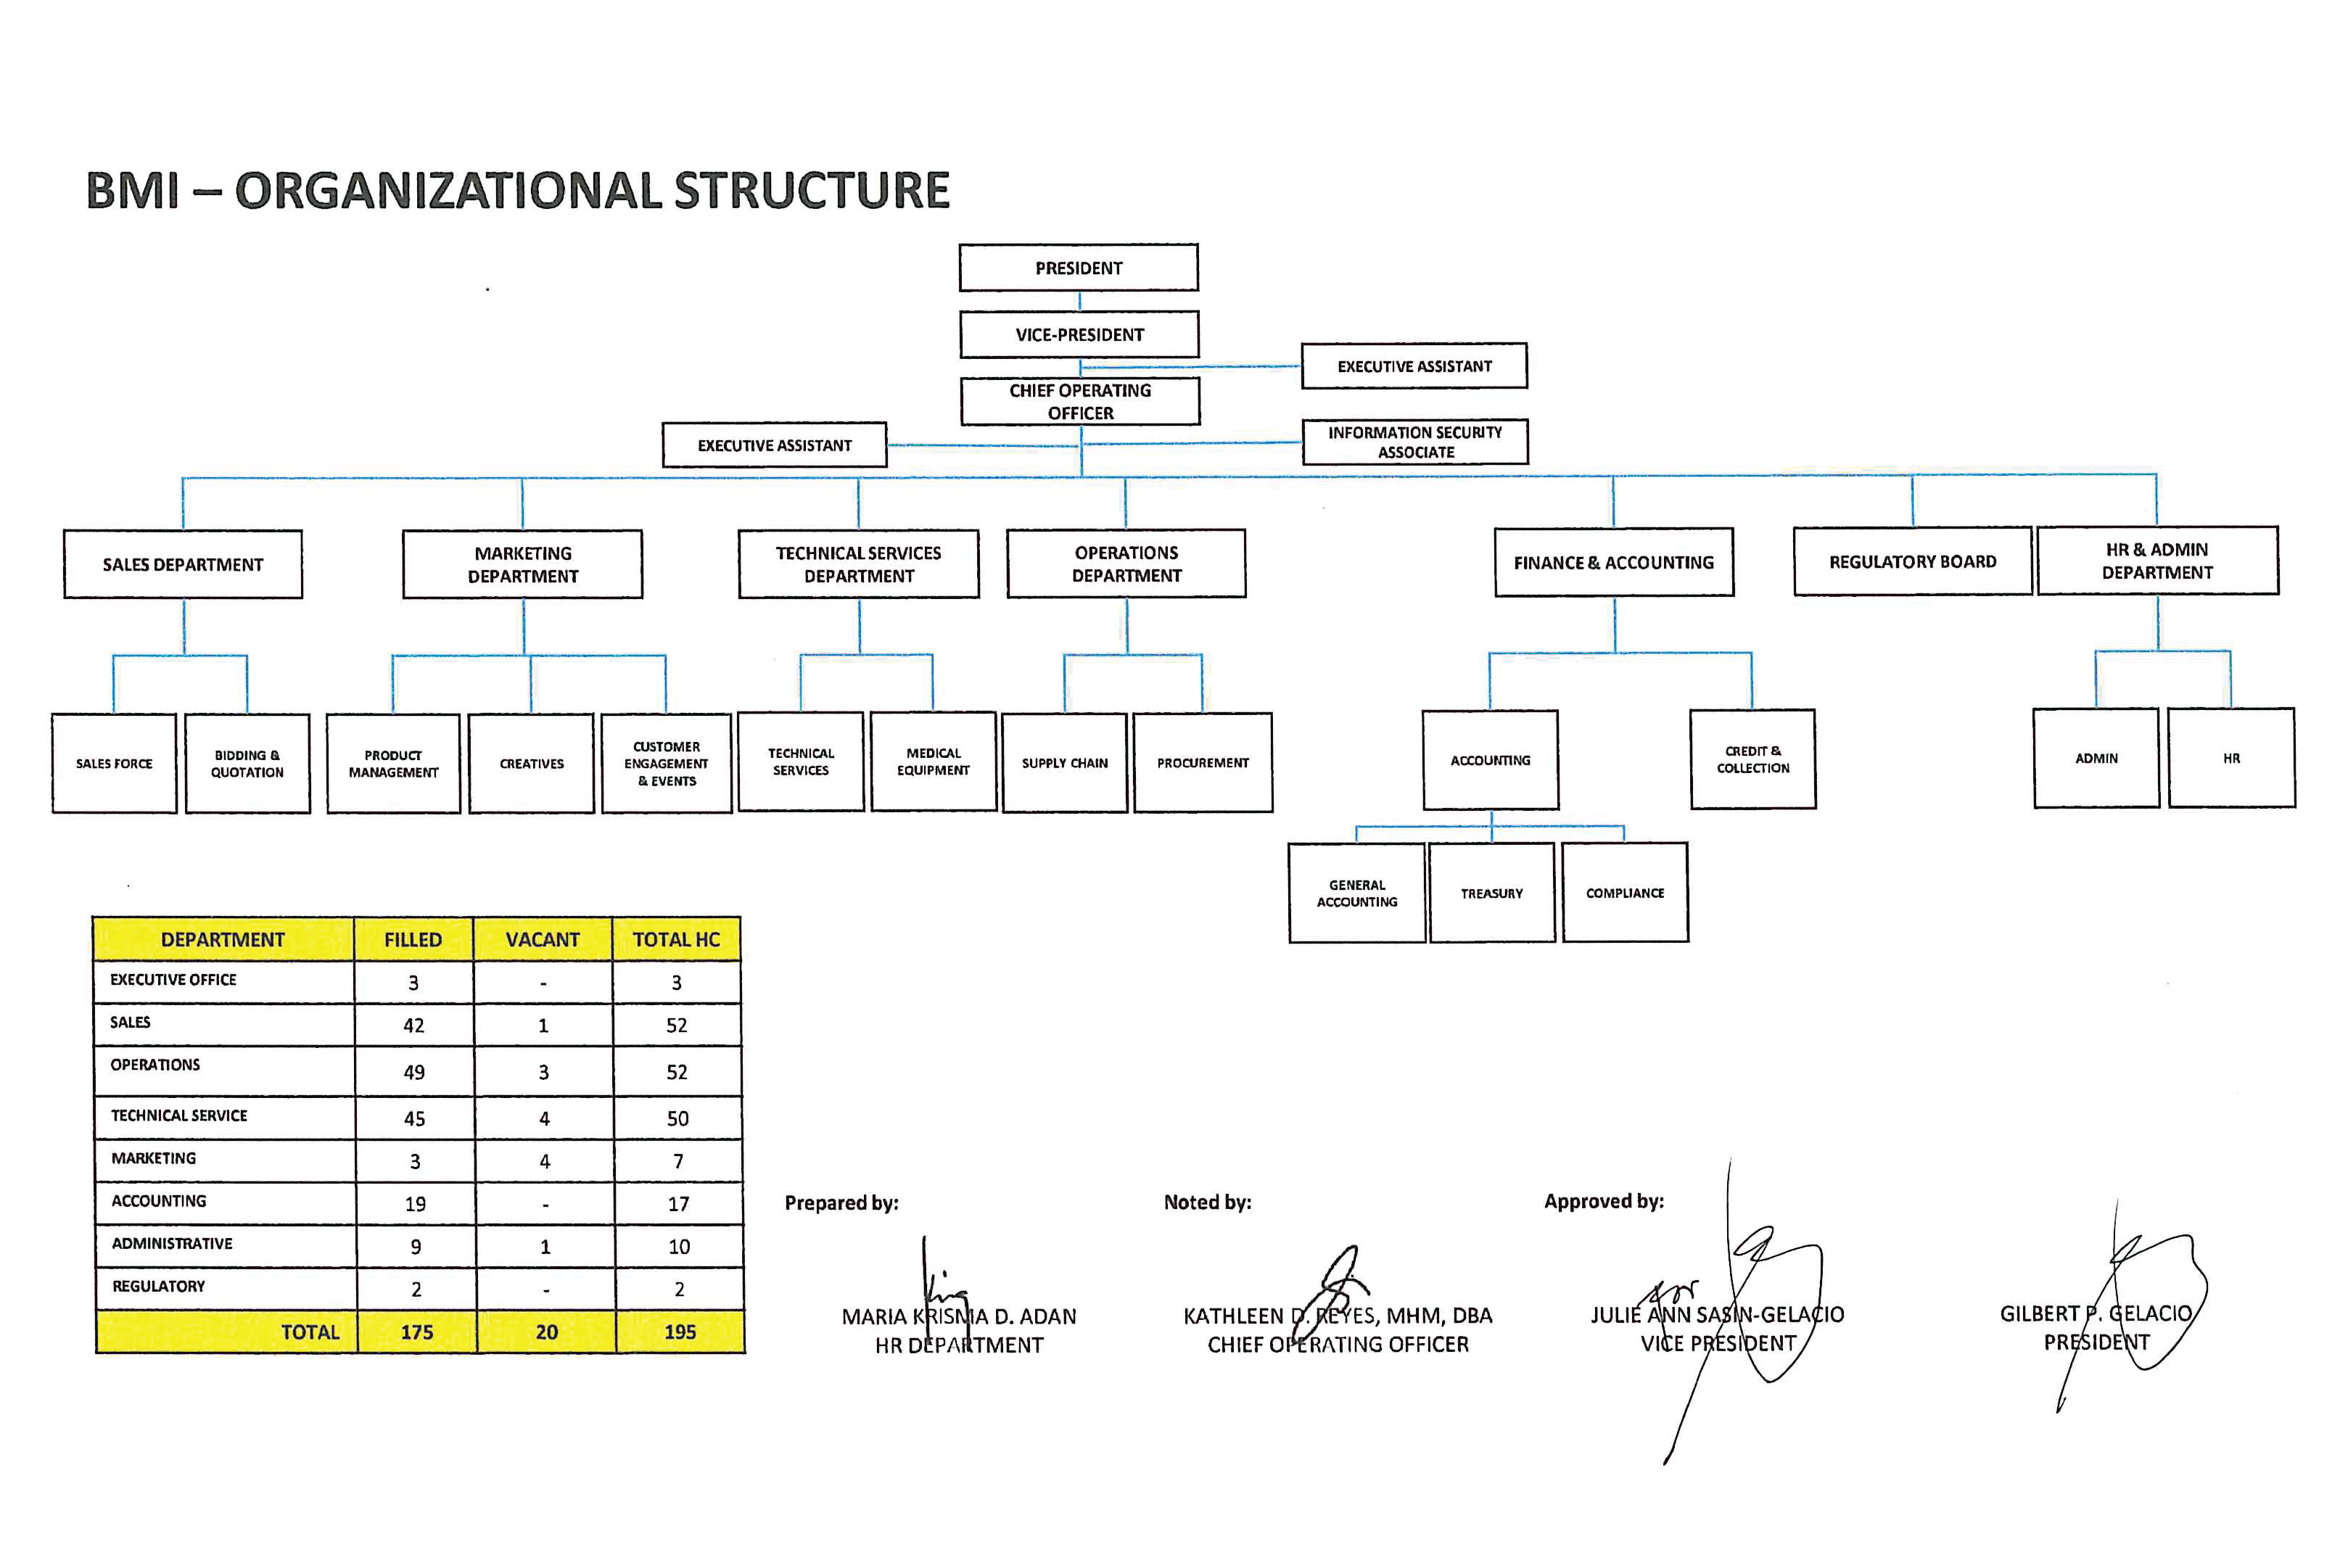 BMI – ORGANIZATIONAL STRUCTURE
PRESIDENT
VICE-PRESIDENT
EXECUTIVE ASSISTANT
CHIEF OPERATING
OFFICER
EXECUTIVE ASSISTANT
INFORMATION SECURITY
ASSOCIATE
SALES DEPARTMENT
MARKETING
DEPARTMENT
TECHNICAL SERVICES
DEPARTMENT
OPERATIONS
DEPARTMENT
FINANCE & ACCOUNTING
REGULATORY BOARD
HR & ADMIN
DEPARTMENT
SALES FORCE
BIDDING &
QUOTATION
PRODUCT
MANAGEMENT
CREATIVES
CUSTOMER
ENGAGEMENT
& EVENTS
TECHNICAL
SERVICES
MEDICAL
EQUIPMENT
SUPPLY CHAIN
PROCUREMENT
ACCOUNTING
CREDIT &
COLLECTION
ADMIN
HR
GENERAL
ACCOUNTING
TREASURY
COMPLIANCE
DEPARTMENT FILLED VACANT TOTAL HC
EXECUTIVE OFFICE 3 - 3
SALES 42 1 52
OPERATIONS 49 3 52
TECHNICAL SERVICE 45 4 50
MARKETING 3 4 7
ACCOUNTING 19 - 17
ADMINISTRATIVE 9 1 10
REGULATORY 2 - 2
TOTAL 175 20 195
Prepared by:
MARIA KRISMA D. ADAN
HR DEPARTMENT
Noted by:
KATHLEEN D. REYES, MHM, DBA
CHIEF OPERATING OFFICER
Approved by:
JULIE ANN SASIN-GELACIO
VICE PRESIDENT
GILBERT P. GELACIO
PRESIDENT